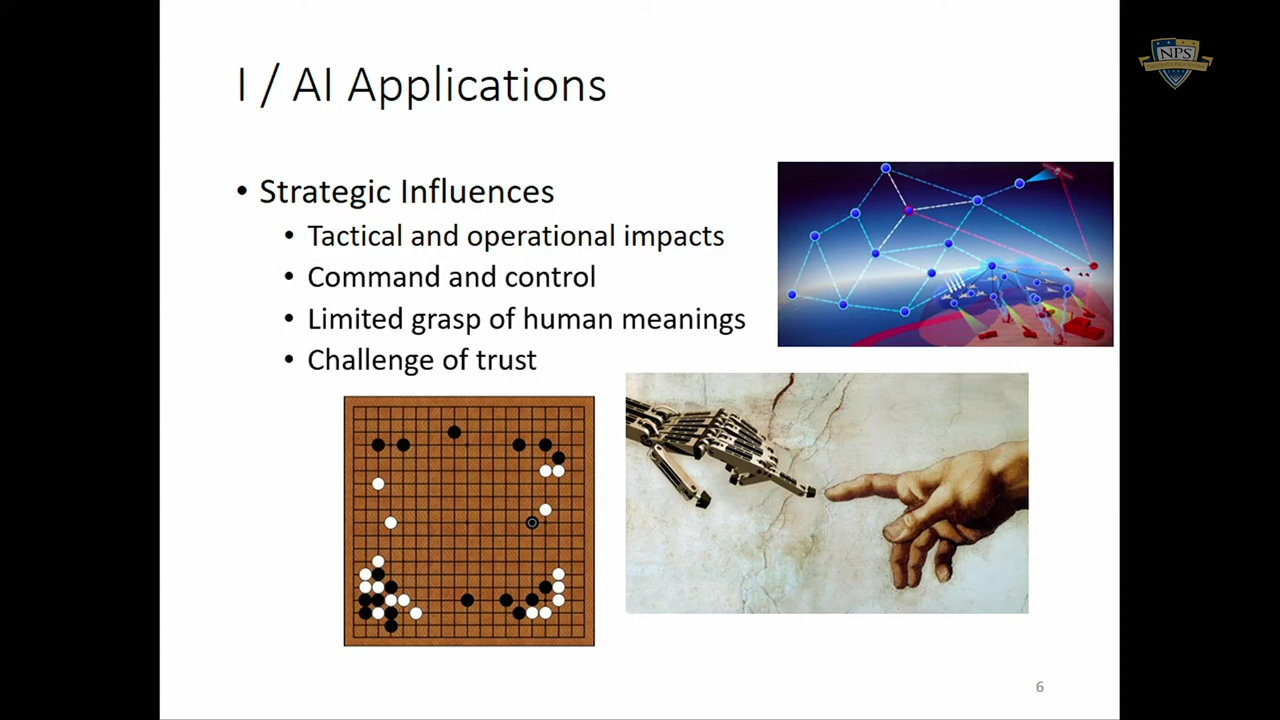 I / AI Applications
• Strategic Influences
• Tactical and operational impacts
• Command and control
• Limited grasp of human meanings
• Challenge of trust
6
NPS